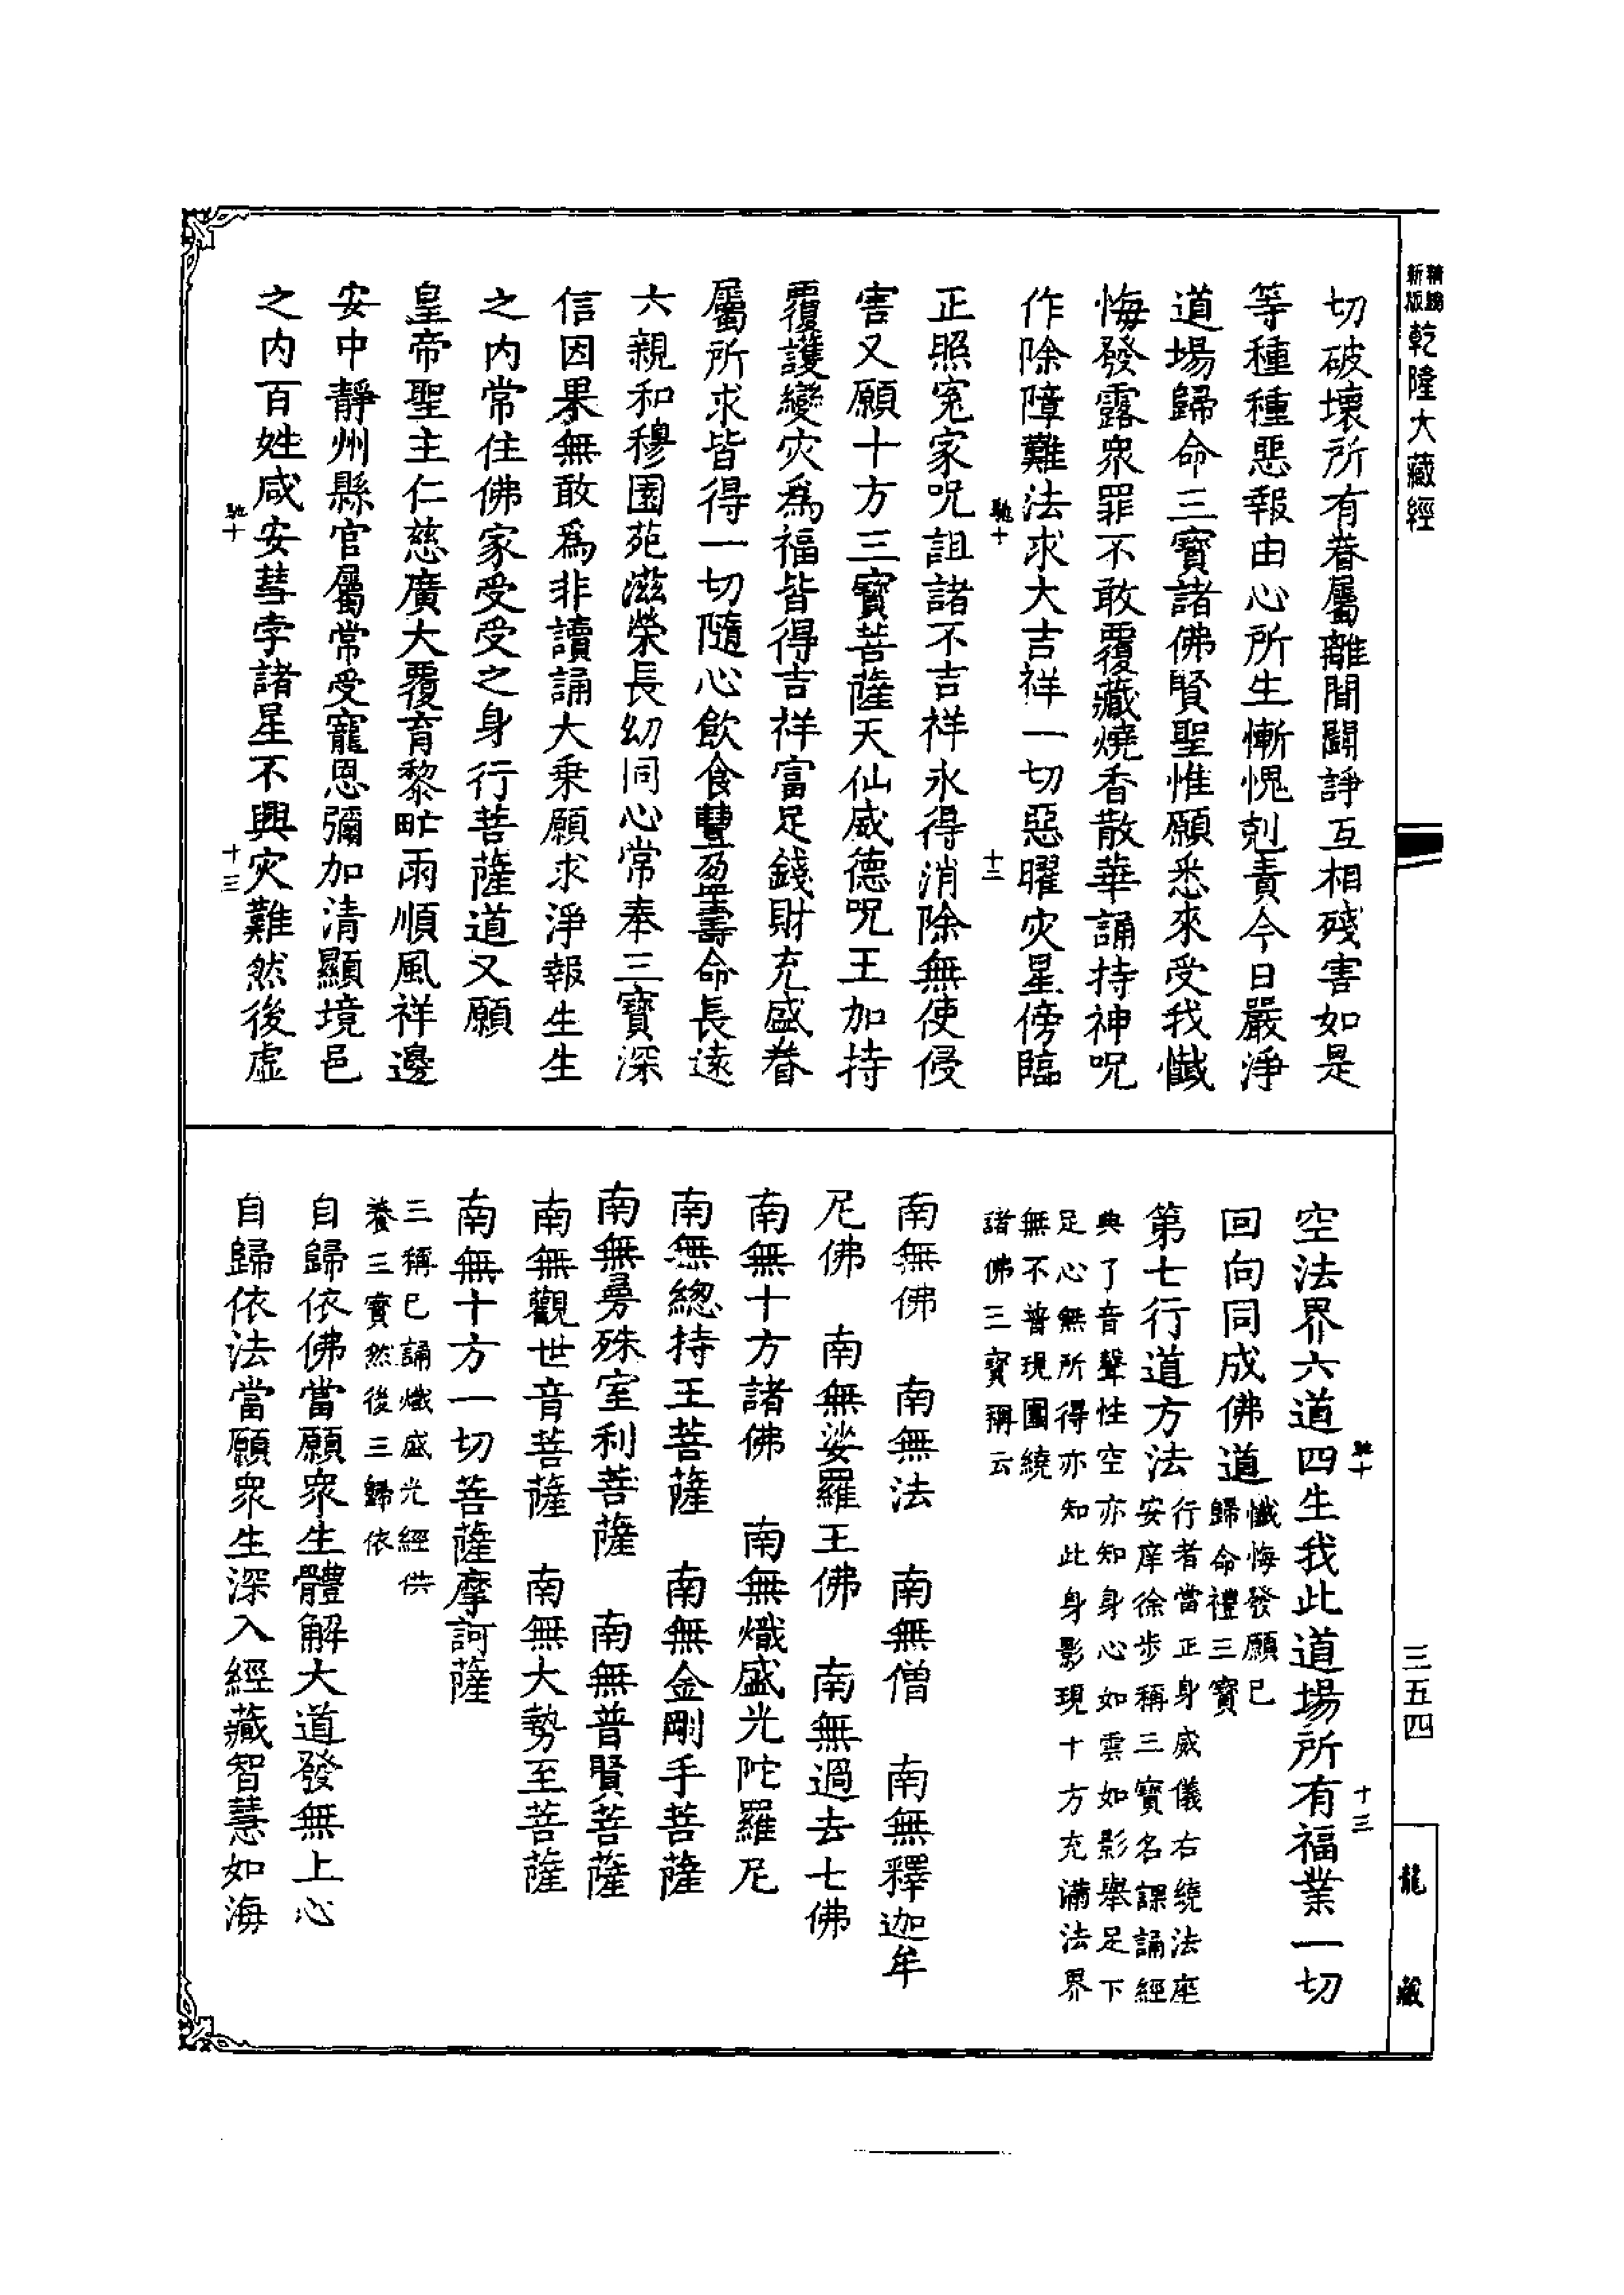 新編
新版
乾隆大藏經
切破壞所有眷屬離間鬪諍互相殘害如是
等種種惡報由心所生慚愧剋責今日嚴淨
道場歸命三寶諸佛賢聖惟願悉來受我懺
悔發露衆罪不敢覆藏燒香散華誦持神呪
作除障難法求大吉祥一切惡曜灾星傍臨
馳十
十二
正照冤家呪詛諸不吉祥永得消除無使侵
害又願十方三寶菩薩天仙威德呪王加持
覆護變灾爲福皆得吉祥富足錢財充盛眷
屬所求皆得一切隨心飲食豐盈壽命長遠
六親和穆園苑滋榮長幼同心常奉三寶深
信因果無敢爲非讀誦大乘願求淨報生生
之內常住佛家受受之身行菩薩道又願
皇帝聖主仁慈廣大覆育黎甿雨順風祥邊
安中靜州縣官屬常受寵恩彌加清顯境邑
之內百姓咸安彗孛諸星不興灾難然後虛
馳十
十三
三五四
龍藏
馳十
十三
空法界六道四生我此道場所有福業一切
回向同成佛道懺悔發願已
歸命禮三寶
第七行道方法行者當正身威儀右繞法座
安庠徐步稱三寶名課誦經
典了音聲性空亦知身心如雲如影舉足下
足心無所得亦知此身影現十方充滿法界
無不普現圍繞
諸佛三寶稱云
南無佛　南無法　南無僧　南無釋迦牟
尼佛　南無娑羅王佛　南無過去七佛
南無十方諸佛　南無熾盛光陀羅尼
南無總持王菩薩　南無金剛手菩薩
南無曼殊室利菩薩　南無普賢菩薩
南無觀世音菩薩　南無大勢至菩薩
南無十方一切菩薩摩訶薩
三稱已誦熾盛光經供
養三寶然後三歸依
自歸依佛當願衆生體解大道發無上心
自歸依法當願衆生深入經藏智慧如海